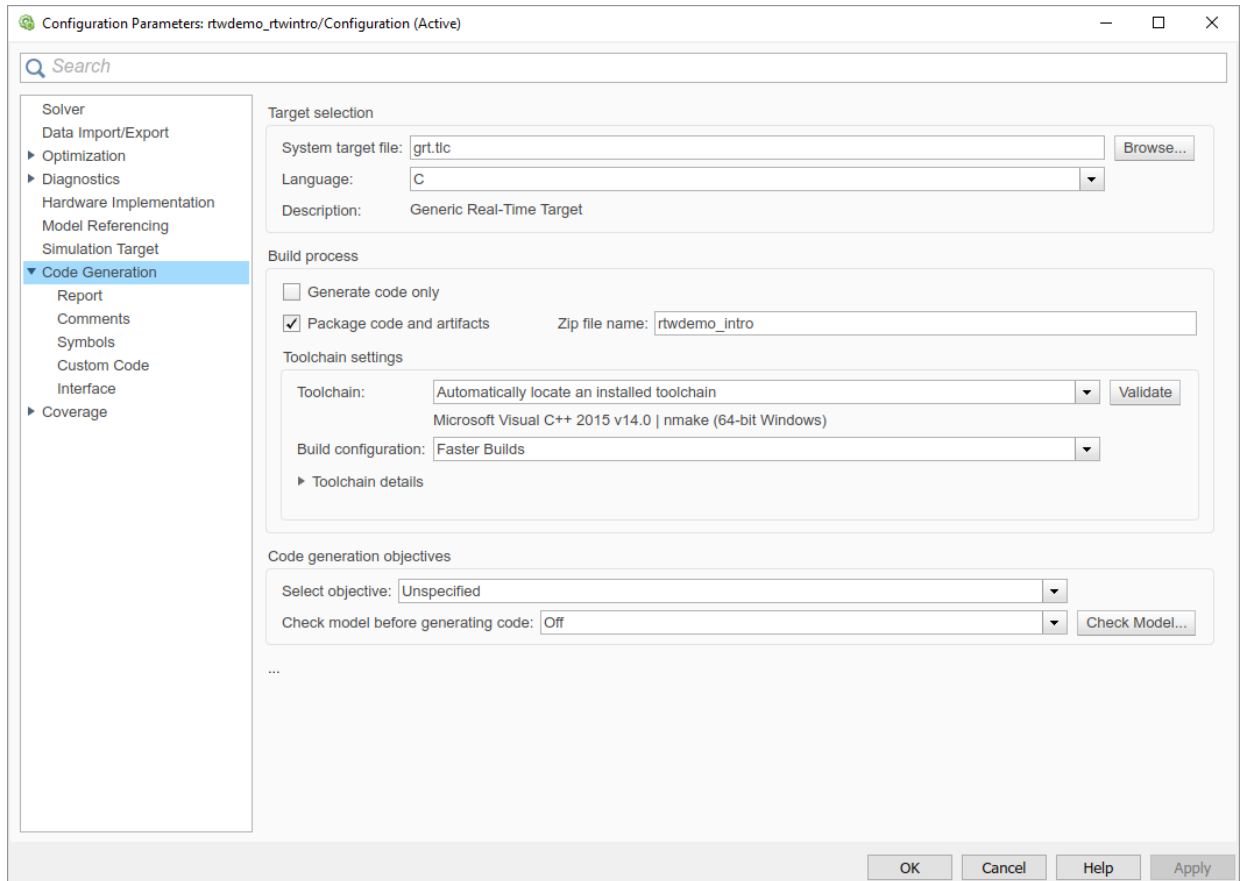 Configuration Parameters: rtwdemo_rtwintro/Configuration (Active)
Search
Solver
Data Import/Export
Optimization
Diagnostics
Hardware Implementation
Model Referencing
Simulation Target
Code Generation
Report
Comments
Symbols
Custom Code
Interface
Coverage
Target selection
System target file: grt.tlc Browse...
Language: C
Description: Generic Real-Time Target
Build process
Generate code only
Package code and artifacts Zip file name: rtwdemo_intro
Toolchain settings
Toolchain: Automatically locate an installed toolchain Validate
Microsoft Visual C++ 2015 v14.0 | nmake (64-bit Windows)
Build configuration: Faster Builds
Toolchain details
Code generation objectives
Select objective: Unspecified
Check model before generating code: Off Check Model...
...
OK Cancel Help Apply